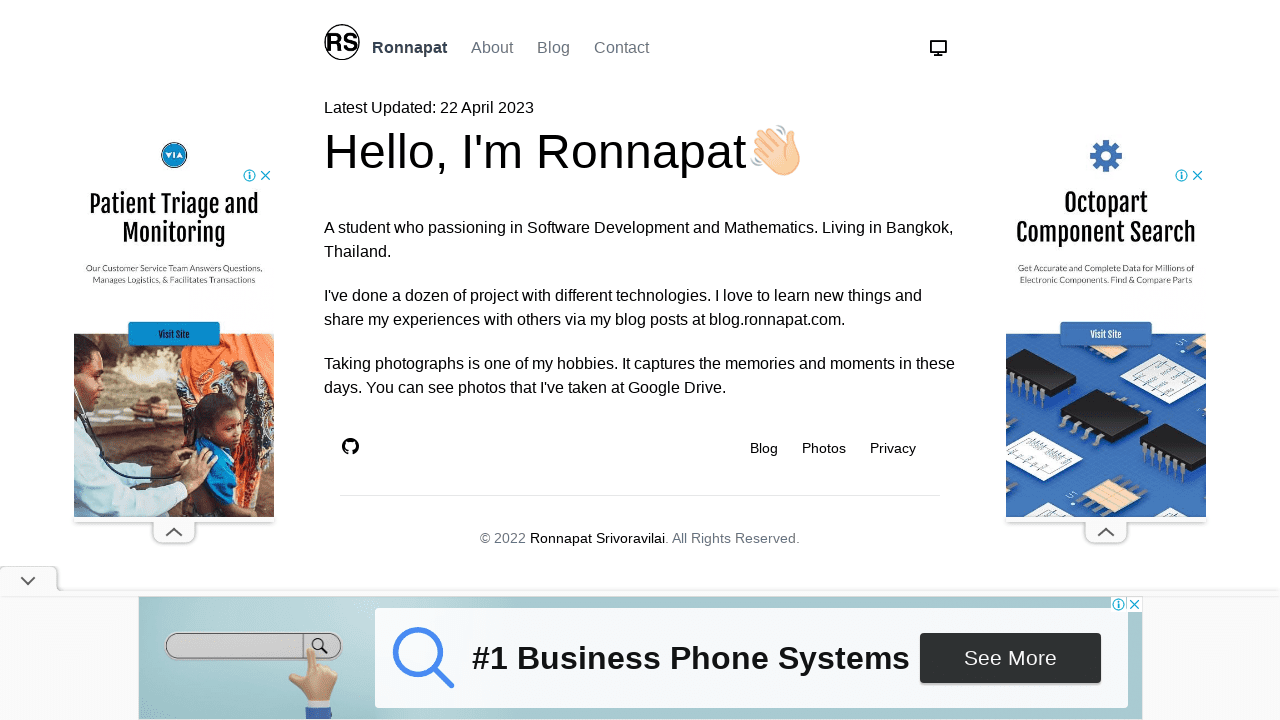 RS
Ronnapat
About
Blog
Contact
Latest Updated: 22 April 2023
Hello, I'm Ronnapat
A student who passioning in Software Development and Mathematics. Living in Bangkok,
Thailand.
I've done a dozen of project with different technologies. I love to learn new things and
share my experiences with others via my blog posts at blog.ronnapat.com.
Taking photographs is one of my hobbies. It captures the memories and moments in these
days. You can see photos that I've taken at Google Drive.
Blog
Photos
Privacy
© 2022 Ronnapat Srivoravilai. All Rights Reserved.
VIA
Patient Triage and
Monitoring
Our Customer Service Team Answers Questions,
Manages Logistics, & Facilitates Transactions
Visit Site
Octopart
Component Search
Get Accurate and Complete Data for Millions of
Electronic Components. Find & Compare Parts
Visit Site
U1
U1
#1 Business Phone Systems
See More